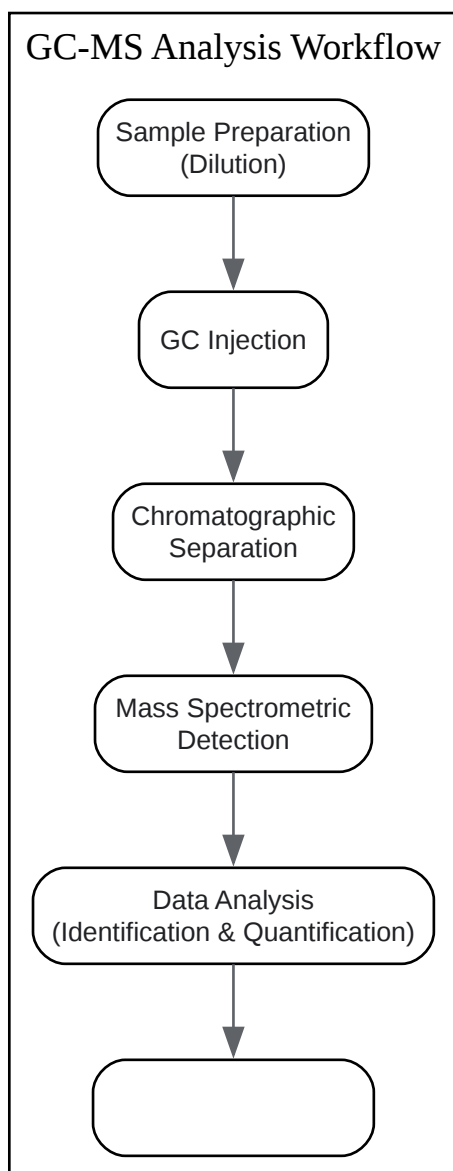 GC-MS Analysis Workflow
Sample Preparation
(Dilution)
GC Injection
Chromatographic
Separation
Mass Spectrometric
Detection
Data Analysis
(Identification & Quantification)